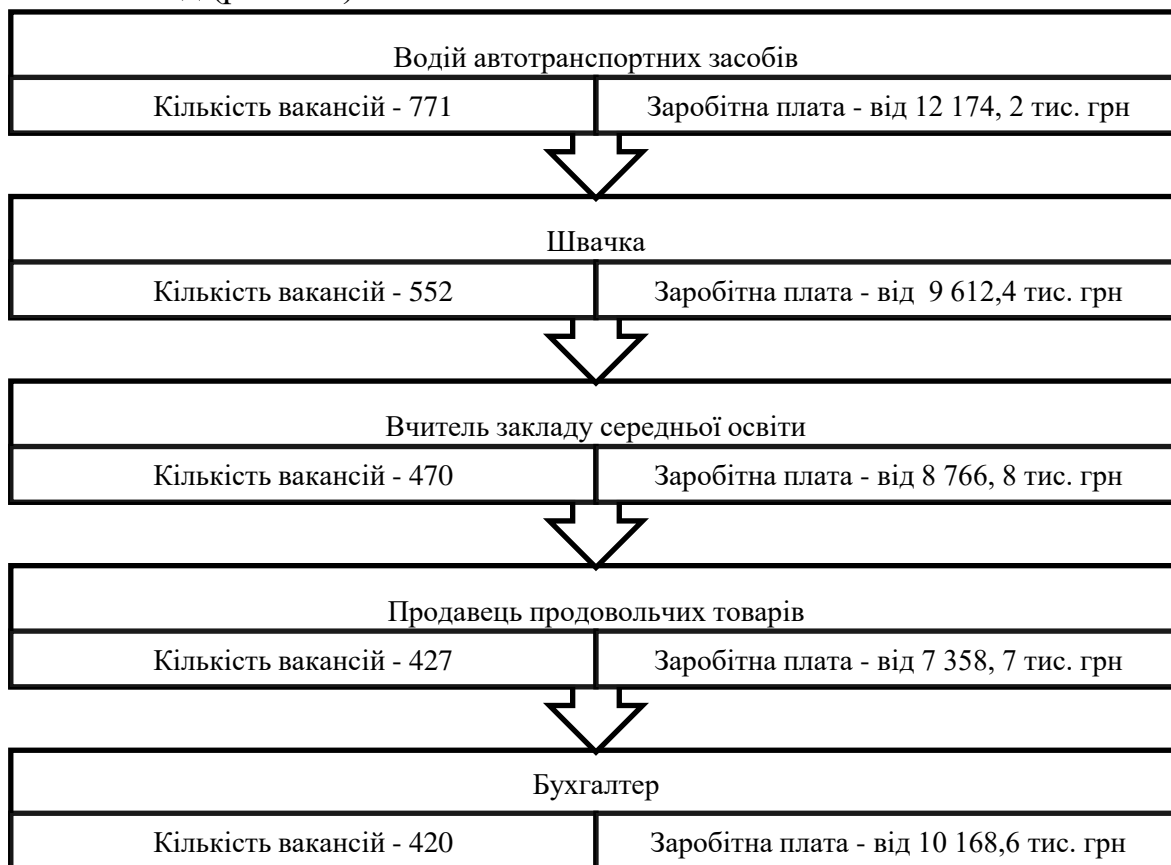 Водій автотранспортних засобів
Кількість вакансій - 771
Заробітна плата - від 12 174, 2 тис. грн
Швачка
Кількість вакансій - 552
Заробітна плата - від 9 612,4 тис. грн
Вчитель закладу середньої освіти
Кількість вакансій - 470
Заробітна плата - від 8 766, 8 тис. грн
Продавець продовольчих товарів
Кількість вакансій - 427
Заробітна плата - від 7 358, 7 тис. грн
Бухгалтер
Кількість вакансій - 420
Заробітна плата - від 10 168,6 тис. грн